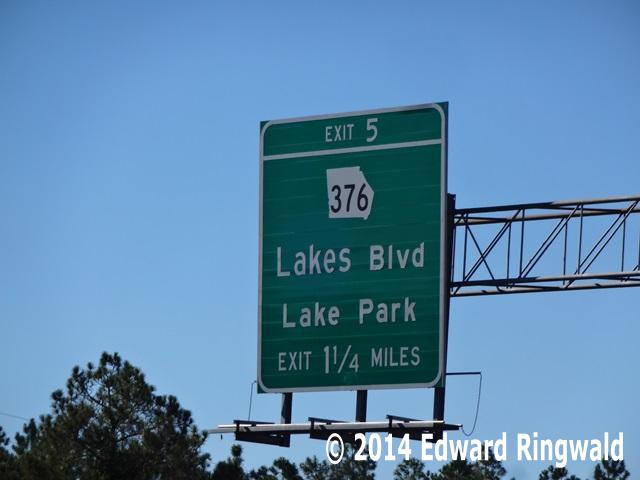 EXIT 5
376
Lakes Blvd
Lake Park
EXIT 1 1/4 MILES
© 2014 Edward Ringwald